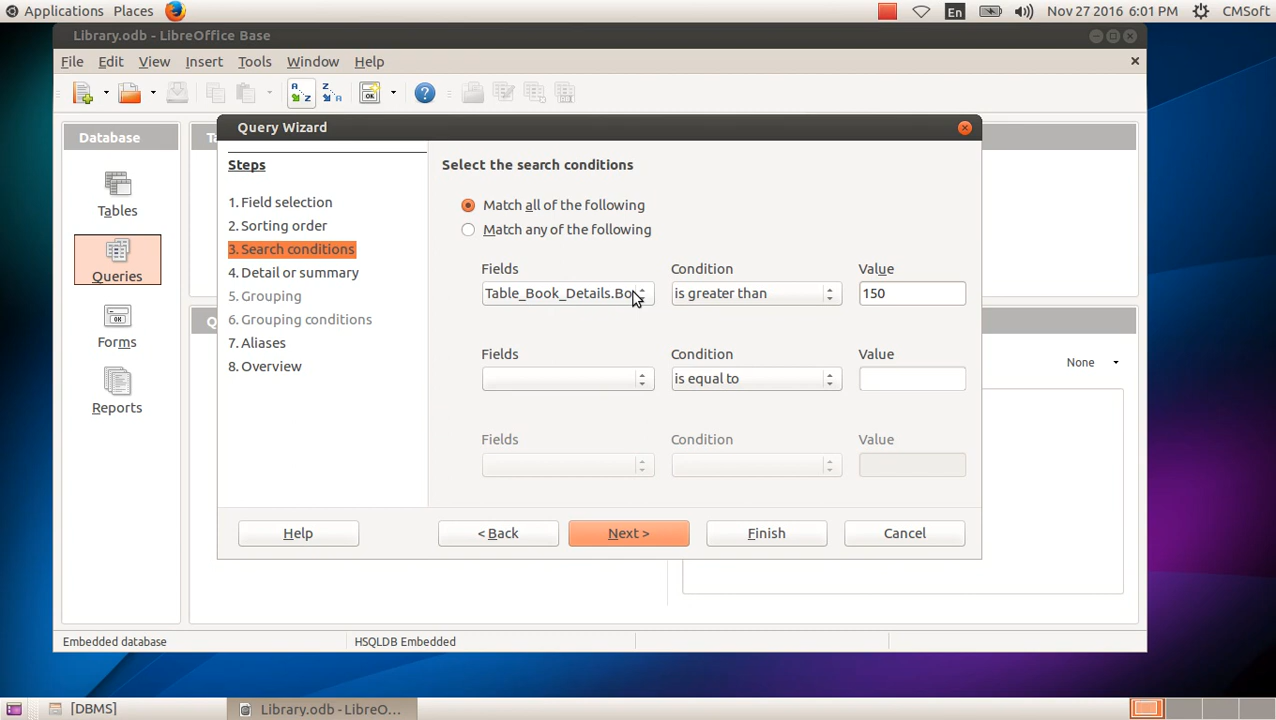 Applications Places En Nov 27 2016 6:01 PM CMSoft
Library.odb - LibreOffice Base
File Edit View Insert Tools Window Help
Database
Tables
Queries
Forms
Reports
None
Query Wizard
Steps
1. Field selection
2. Sorting order
3. Search conditions
4. Detail or summary
5. Grouping
6. Grouping conditions
7. Aliases
8. Overview
Select the search conditions
Match all of the following
Match any of the following
Fields Condition Value
Table_Book_Details.Bo is greater than 150
Fields Condition Value
is equal to
Fields Condition Value
Help < Back Next > Finish Cancel
Embedded database HSQLDB Embedded
[DBMS] Library.odb - LibreO...